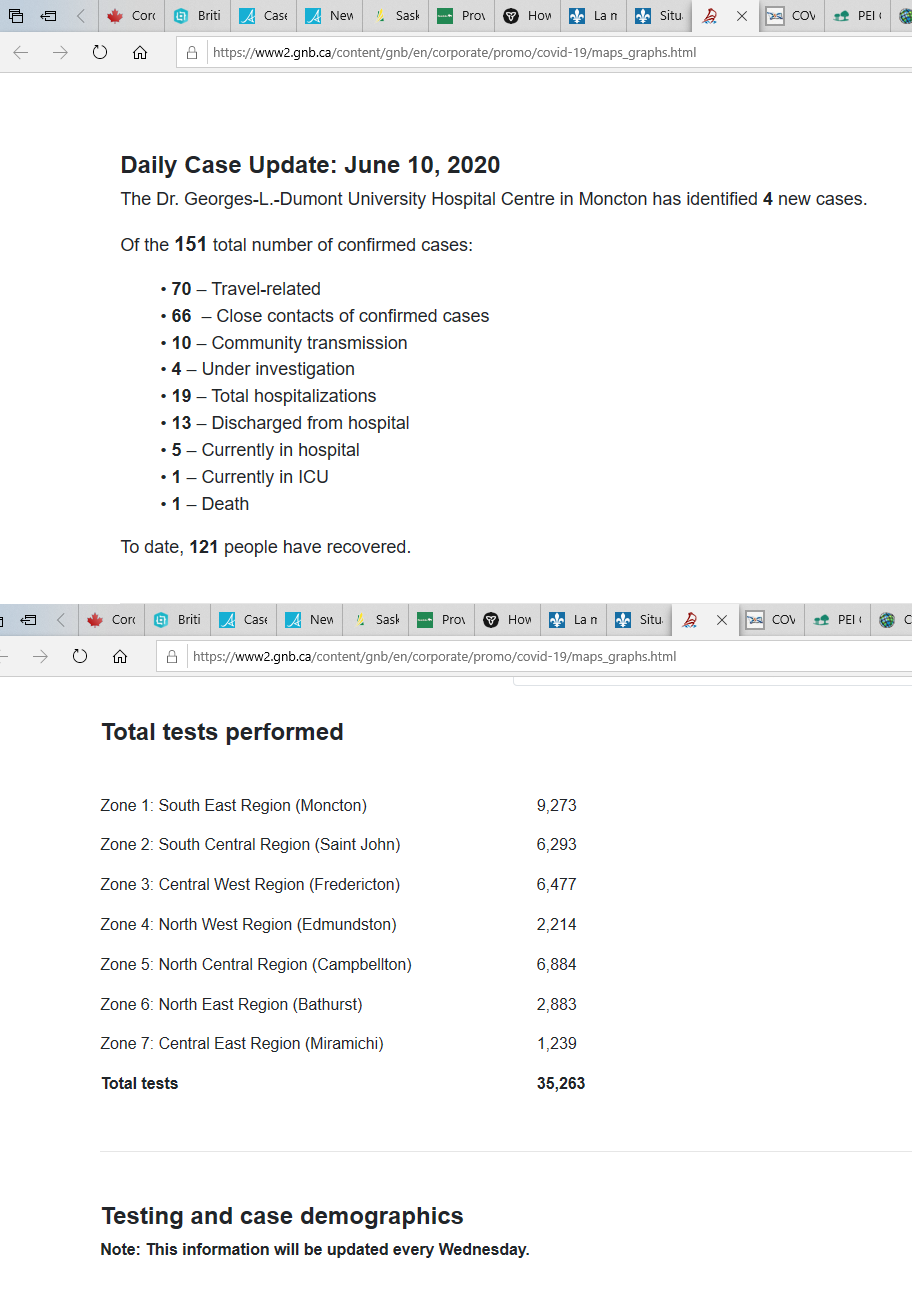 Corc Briti Case New Sask Prov How La m Situ COV PEI
https://www2.gnb.ca/content/gnb/en/corporate/promo/covid-19/maps_graphs.html
Daily Case Update: June 10, 2020
The Dr. Georges-L.-Dumont University Hospital Centre in Moncton has identified 4 new cases.
Of the 151 total number of confirmed cases:
• 70 – Travel-related
• 66 – Close contacts of confirmed cases
• 10 – Community transmission
• 4 – Under investigation
• 19 – Total hospitalizations
• 13 – Discharged from hospital
• 5 – Currently in hospital
• 1 – Currently in ICU
• 1 – Death
To date, 121 people have recovered.
Corc Briti Case New Sask Prov How La m Situ COV PEI C
https://www2.gnb.ca/content/gnb/en/corporate/promo/covid-19/maps_graphs.html
Total tests performed
Zone 1: South East Region (Moncton) 9,273
Zone 2: South Central Region (Saint John) 6,293
Zone 3: Central West Region (Fredericton) 6,477
Zone 4: North West Region (Edmundston) 2,214
Zone 5: North Central Region (Campbellton) 6,884
Zone 6: North East Region (Bathurst) 2,883
Zone 7: Central East Region (Miramichi) 1,239
Total tests 35,263
Testing and case demographics
Note: This information will be updated every Wednesday.